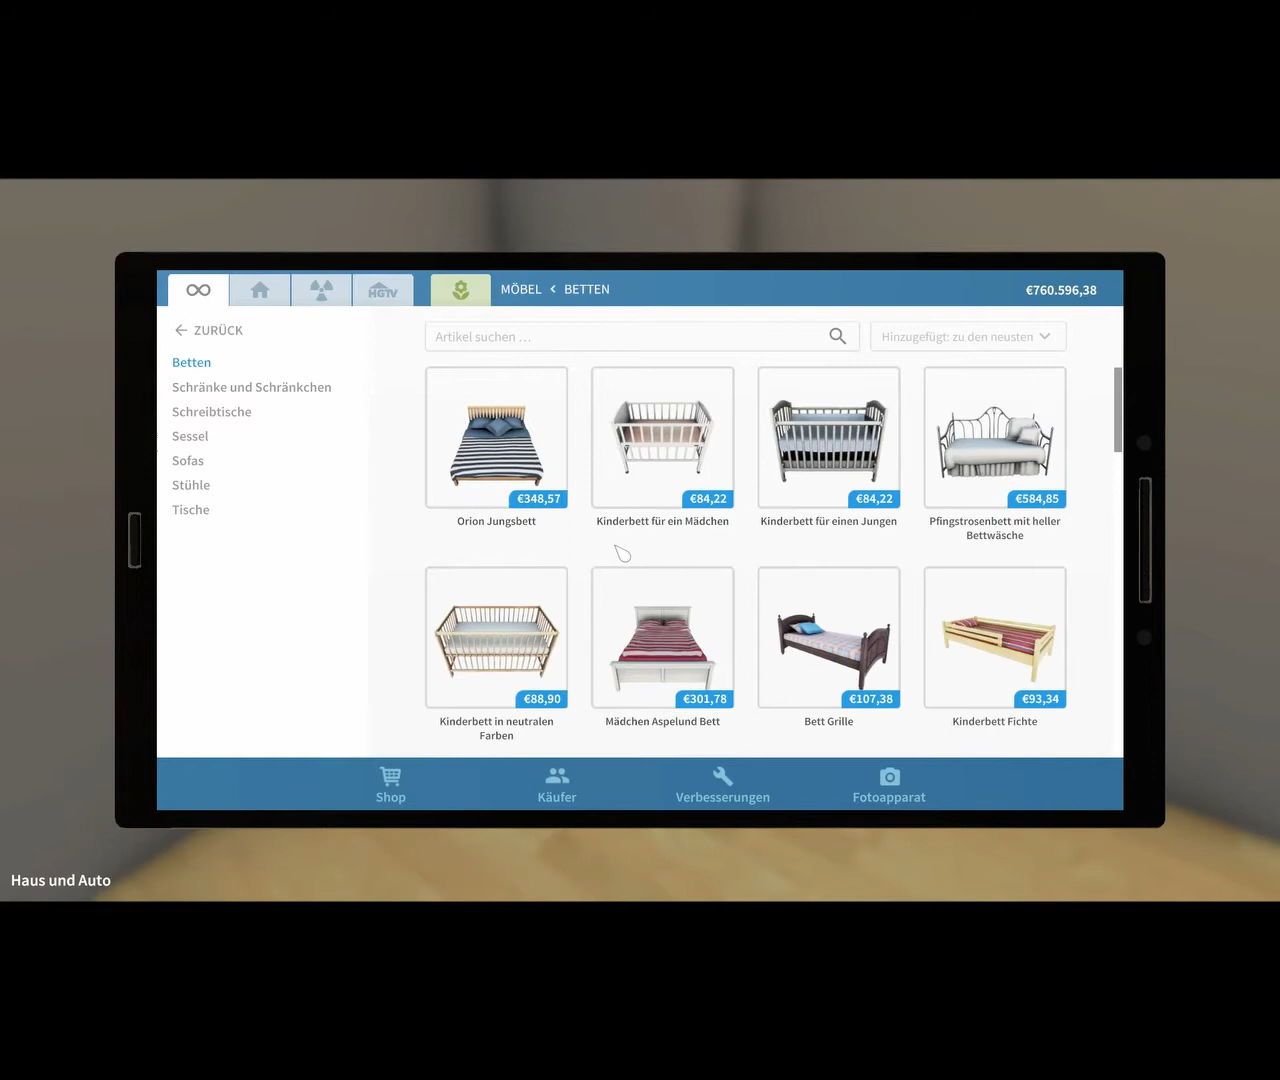 HGTV
MÖBEL < BETTEN
€760.596,38
ZURÜCK
Artikel suchen ...
Hinzugefügt: zu den neusten
Betten
Schränke und Schränkchen
Schreibtische
Sessel
Sofas
Stühle
Tische
€348,57
€84,22
€84,22
€584,85
Orion Jungsbett
Kinderbett für ein Mädchen
Kinderbett für einen Jungen
Pfingstrosenbett mit heller
Bettwäsche
€88,90
€301,78
€107,38
€93,34
Kinderbett in neutralen
Farben
Mädchen Aspelund Bett
Bett Grille
Kinderbett Fichte
Shop
Käufer
Verbesserungen
Fotoapparat
Haus und Auto